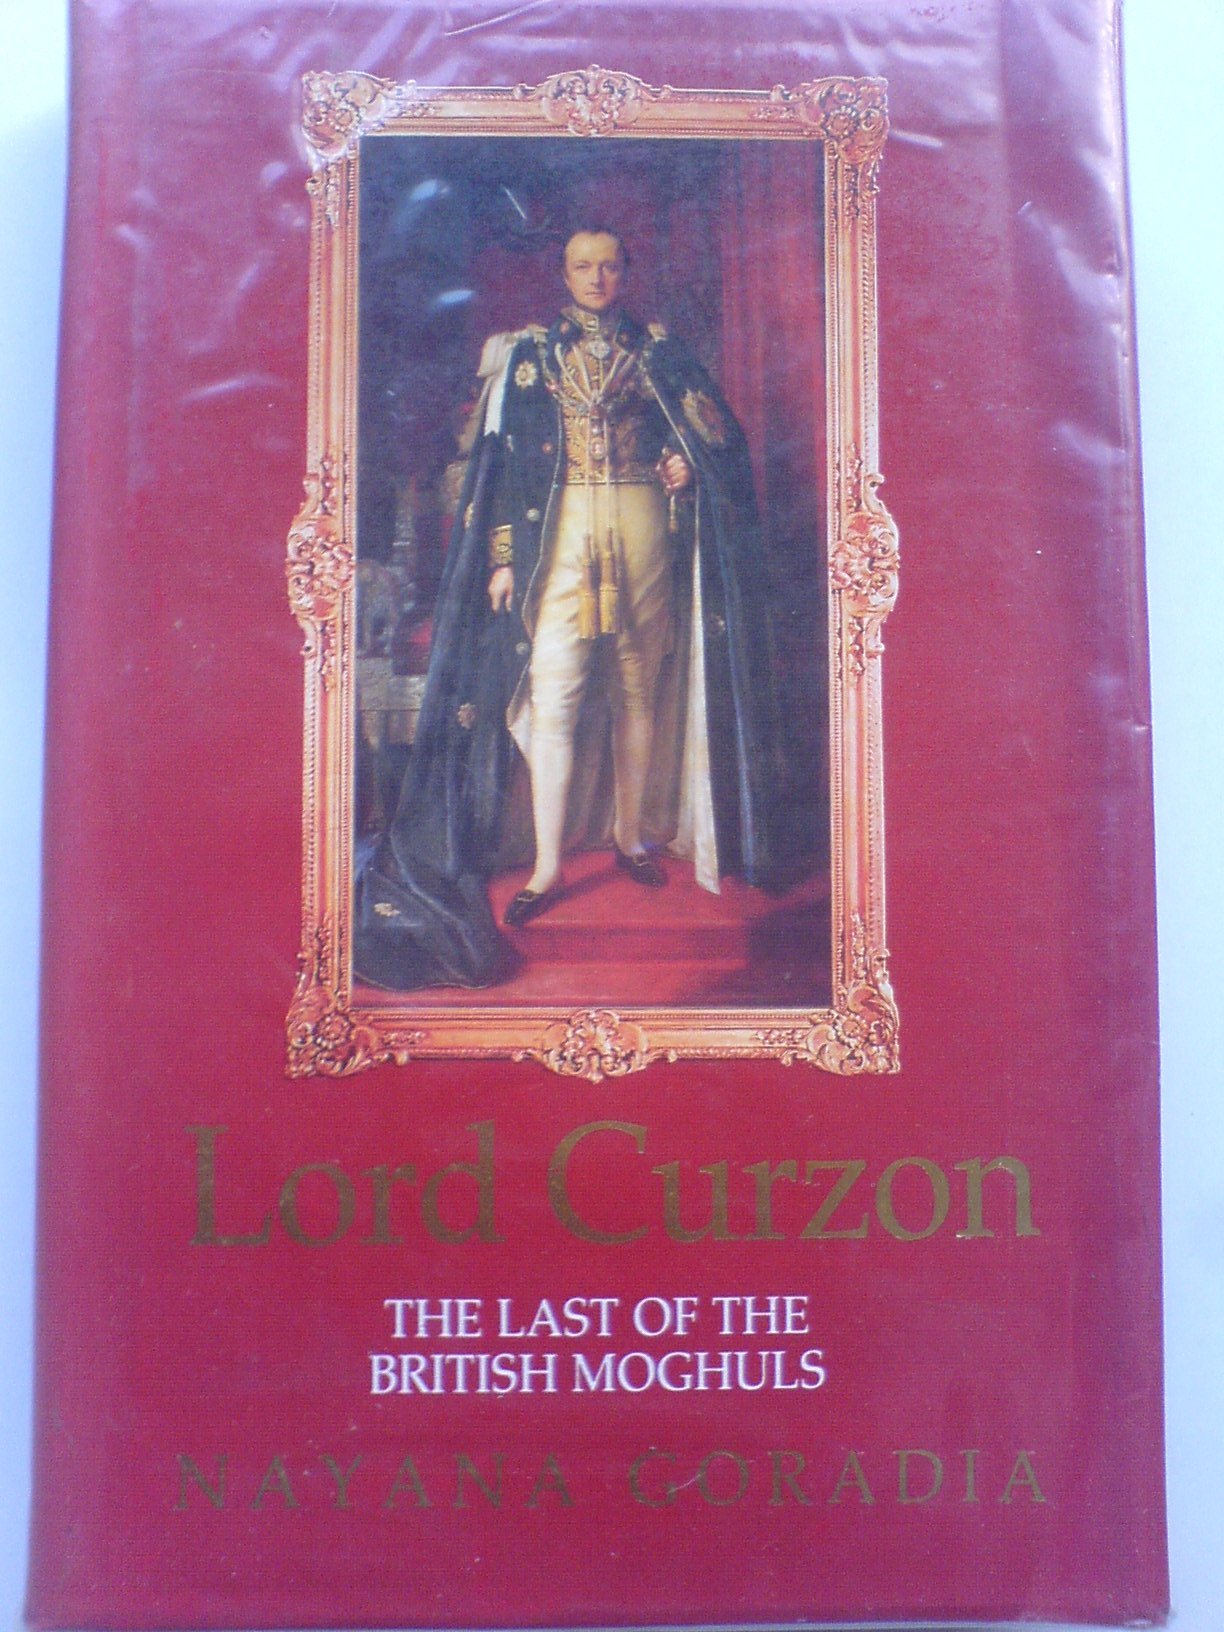 Lord Curzon
THE LAST OF THE
BRITISH MOGHULS
NAYANA GORADIA